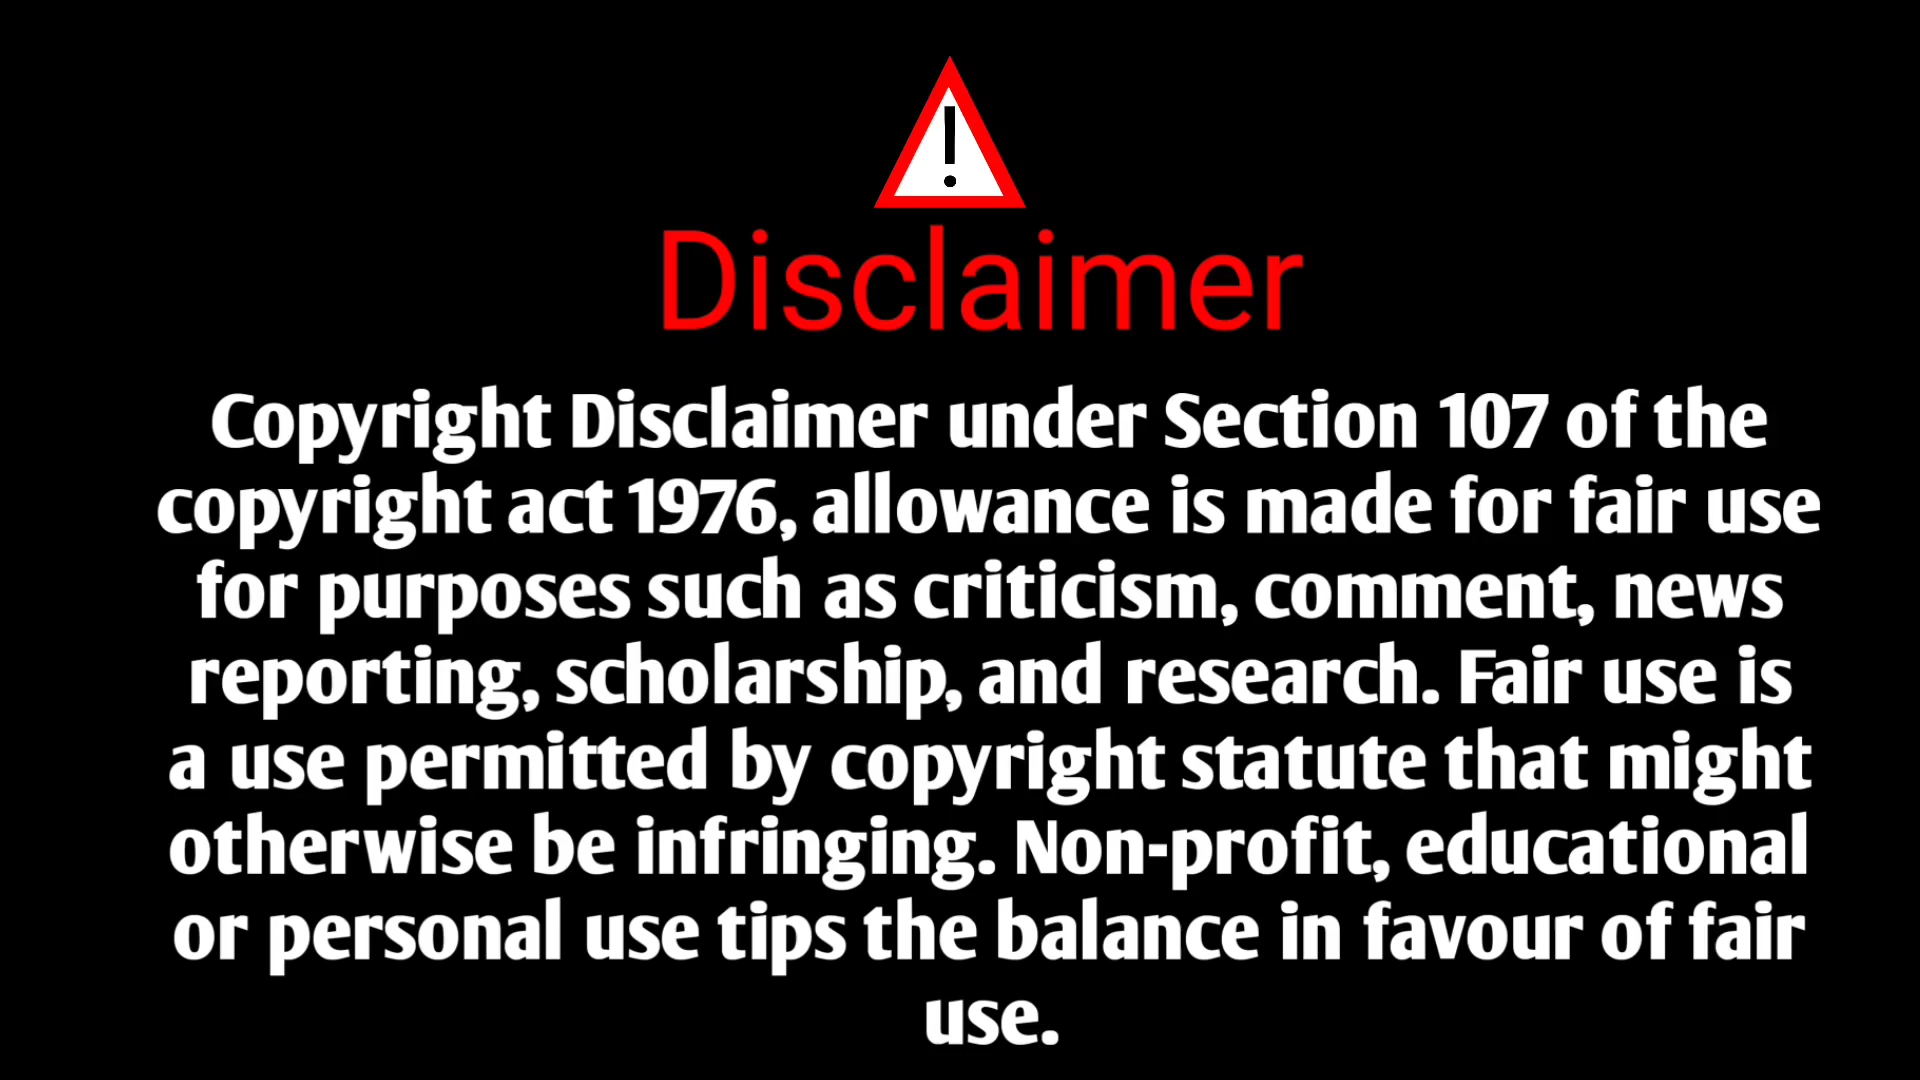 !
Disclaimer
Copyright Disclaimer under Section 107 of the
copyright act 1976, allowance is made for fair use
for purposes such as criticism, comment, news
reporting, scholarship, and research. Fair use is
a use permitted by copyright statute that might
otherwise be infringing. Non-profit, educational
or personal use tips the balance in favour of fair
use.